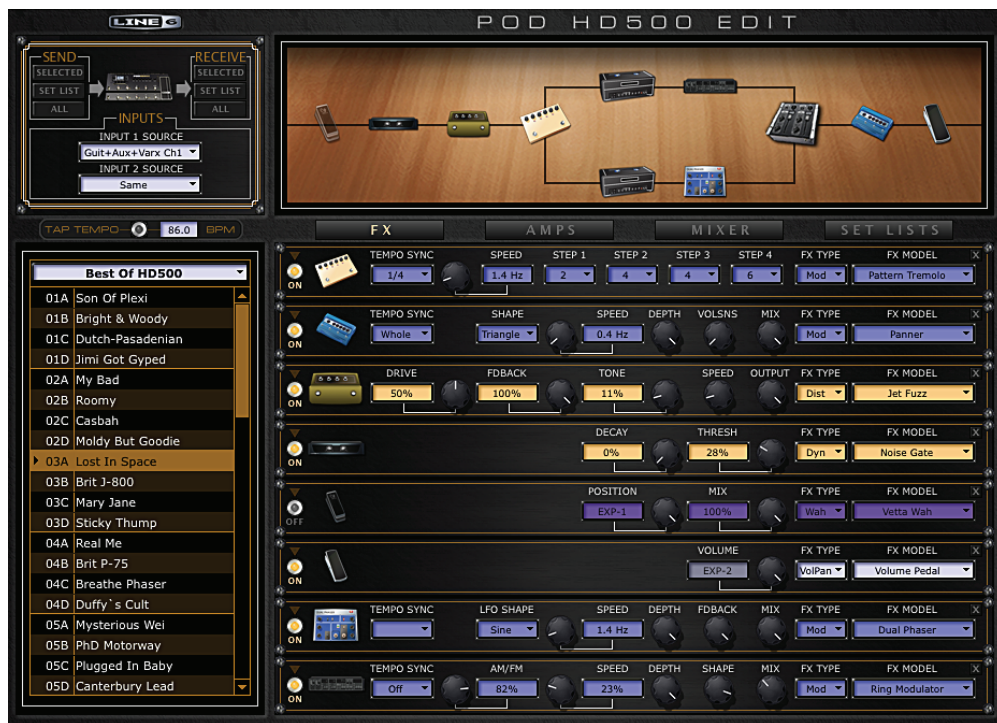 LINE 6
POD HD500 EDIT
SEND
RECEIVE
SELECTED
SELECTED
SET LIST
SET LIST
ALL
ALL
INPUTS
INPUT 1 SOURCE
Guit+Aux+Varx Ch1
INPUT 2 SOURCE
Same
TAP TEMPO
86.0
BPM
FX
AMPS
MIXER
SET LISTS
Best Of HD500
01A Son Of Plexi
01B Bright & Woody
01C Dutch-Pasadenian
01D Jimi Got Gyped
02A My Bad
02B Roomy
02C Casbah
02D Moldy But Goodie
03A Lost In Space
03B Brit J-800
03C Mary Jane
03D Sticky Thump
04A Real Me
04B Brit P-75
04C Breathe Phaser
04D Duffy`s Cult
05A Mysterious Wei
05B PhD Motorway
05C Plugged In Baby
05D Canterbury Lead
TEMPO SYNC SPEED STEP 1 STEP 2 STEP 3 STEP 4 FX TYPE FX MODEL X
ON 1/4 1.4 Hz 2 4 4 6 Mod Pattern Tremolo
TEMPO SYNC SHAPE SPEED DEPTH VOLSNS MIX FX TYPE FX MODEL X
ON Whole Triangle 0.4 Hz Mod Panner
DRIVE FDBACK TONE SPEED OUTPUT FX TYPE FX MODEL X
ON 50% 100% 11% Dist Jet Fuzz
DECAY THRESH FX TYPE FX MODEL X
ON 0% 28% Dyn Noise Gate
POSITION MIX FX TYPE FX MODEL X
OFF EXP-1 100% Wah Vetta Wah
VOLUME FX TYPE FX MODEL X
ON EXP-2 VolPan Volume Pedal
TEMPO SYNC LFO SHAPE SPEED DEPTH FDBACK MIX FX TYPE FX MODEL X
ON Sine 1.4 Hz Mod Dual Phaser
TEMPO SYNC AM/FM SPEED DEPTH SHAPE MIX FX TYPE FX MODEL X
ON Off 82% 23% Mod Ring Modulator